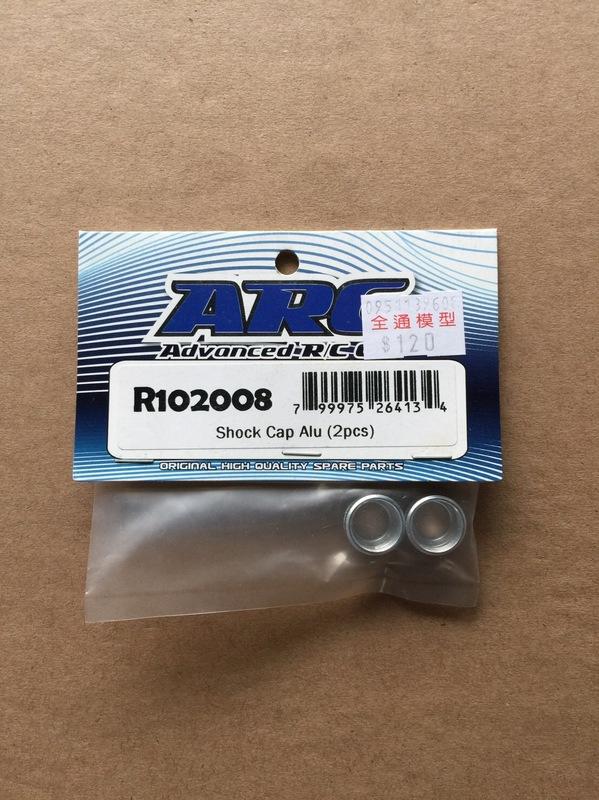 ARC
全通模型
$120
Advanced R/C
R102008
7 99975 26413 4
Shock Cap Alu (2pcs)
ORIGINAL HIGH QUALITY SPARE PARTS